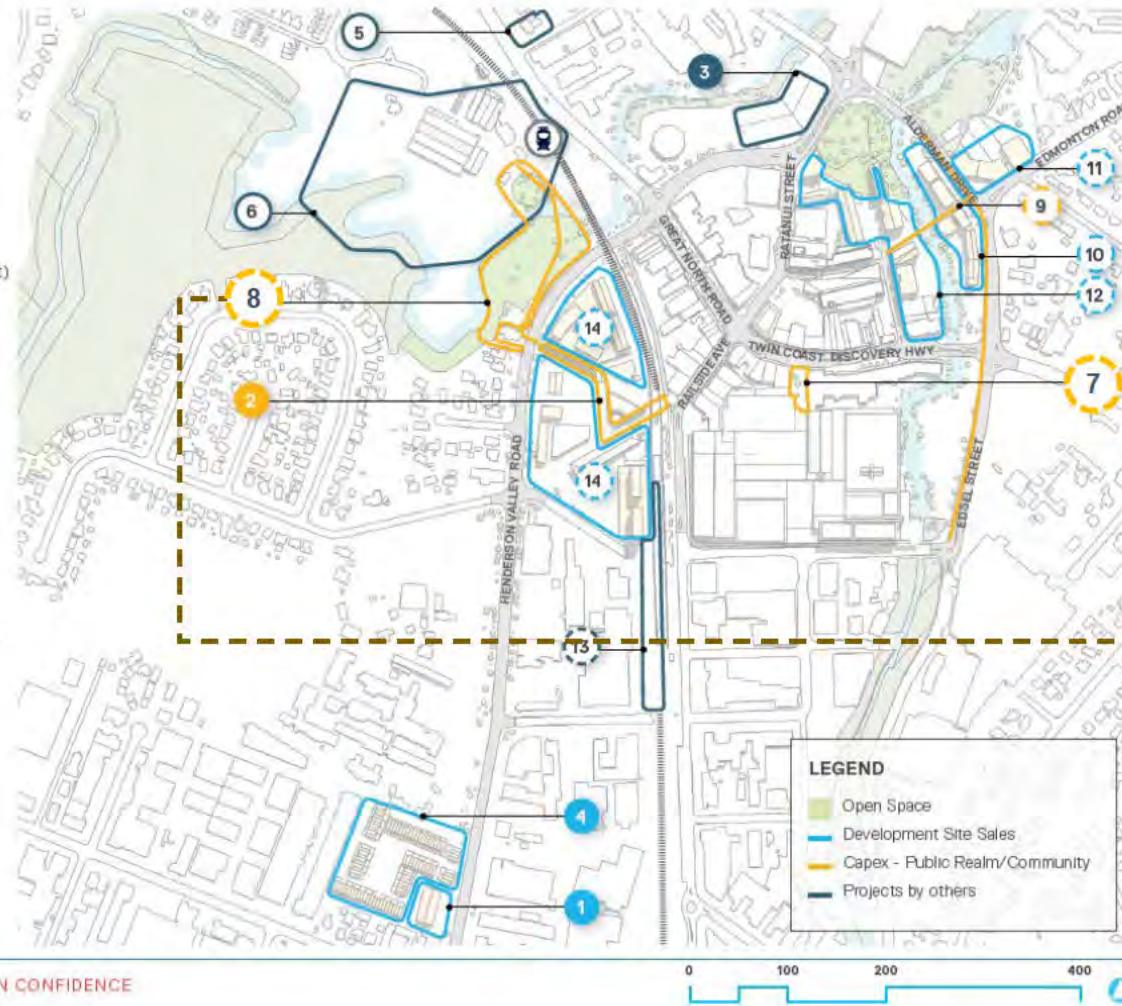 5
3
ALDERMAN DRIVE
EDMONTON ROAD
11
6
RATANUI STREET
9
GREAT NORTH ROAD
10
t)
8
12
14
TWIN COAST DISCOVERY HWY
RAILSIDE AVE
7
2
HENDERSON VALLEY ROAD
14
EDSEL STREET
13
LEGEND
Open Space
Development Site Sales
Capex - Public Realm/Community
Projects by others
4
1
N CONFIDENCE
0 100 200 400